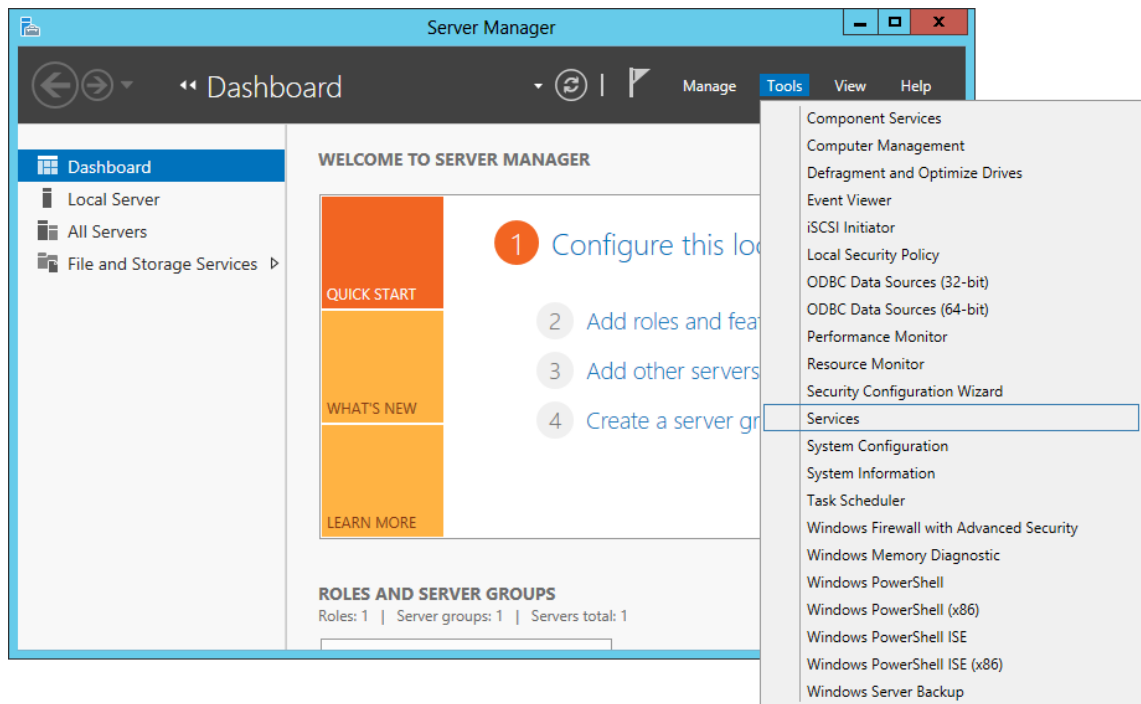 Server Manager
Dashboard
Manage Tools View Help
Dashboard
Local Server
All Servers
File and Storage Services
WELCOME TO SERVER MANAGER
QUICK START
WHAT'S NEW
LEARN MORE
1 Configure this loc
2 Add roles and fea
3 Add other servers
4 Create a server gr
ROLES AND SERVER GROUPS
Roles: 1 | Server groups: 1 | Servers total: 1
Component Services
Computer Management
Defragment and Optimize Drives
Event Viewer
iSCSI Initiator
Local Security Policy
ODBC Data Sources (32-bit)
ODBC Data Sources (64-bit)
Performance Monitor
Resource Monitor
Security Configuration Wizard
Services
System Configuration
System Information
Task Scheduler
Windows Firewall with Advanced Security
Windows Memory Diagnostic
Windows PowerShell
Windows PowerShell (x86)
Windows PowerShell ISE
Windows PowerShell ISE (x86)
Windows Server Backup